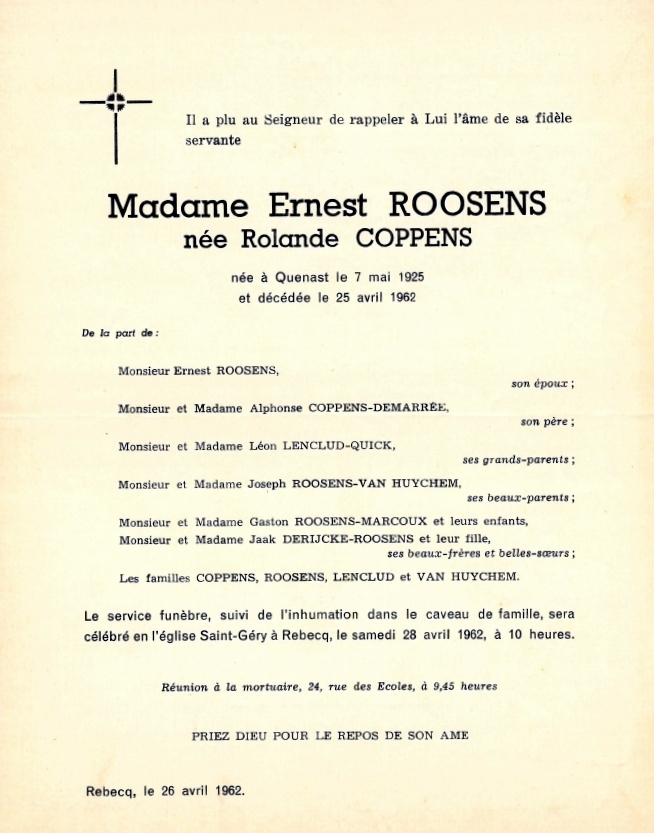 Il a plu au Seigneur de rappeler à Lui l'âme de sa fidèle
servante
Madame Ernest ROOSENS
née Rolande COPPENS
née à Quenast le 7 mai 1925
et décédée le 25 avril 1962
De la part de :
Monsieur Ernest ROOSENS,
son époux ;
Monsieur et Madame Alphonse COPPENS-DEMARRÉE,
son père ;
Monsieur et Madame Léon LENCLUD-QUICK,
ses grands-parents ;
Monsieur et Madame Joseph ROOSENS-VAN HUYCHEM,
ses beaux-parents ;
Monsieur et Madame Gaston ROOSENS-MARCOUX et leurs enfants,
Monsieur et Madame Jaak DERIJCKE-ROOSENS et leur fille,
ses beaux-frères et belles-sœurs ;
Les familles COPPENS, ROOSENS, LENCLUD et VAN HUYCHEM.
Le service funèbre, suivi de l'inhumation dans le caveau de famille, sera
célébré en l'église Saint-Géry à Rebecq, le samedi 28 avril 1962, à 10 heures.
Réunion à la mortuaire, 24, rue des Ecoles, à 9,45 heures
PRIEZ DIEU POUR LE REPOS DE SON AME
Rebecq, le 26 avril 1962.